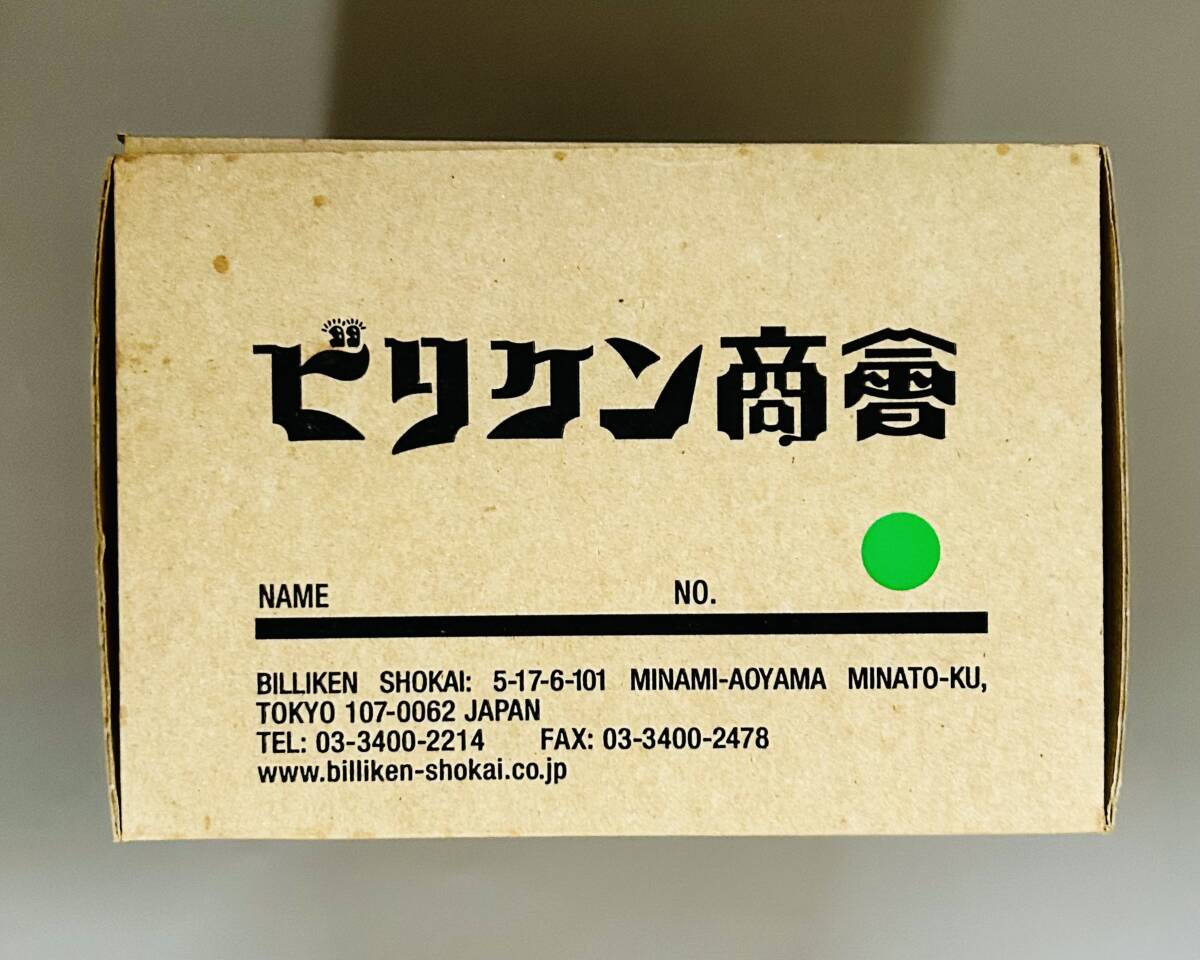 ビリケン商會
NAME NO.
BILLIKEN SHOKAI: 5-17-6-101 MINAMI-AOYAMA MINATO-KU,
TOKYO 107-0062 JAPAN
TEL: 03-3400-2214 FAX: 03-3400-2478
www.billiken-shokai.co.jp